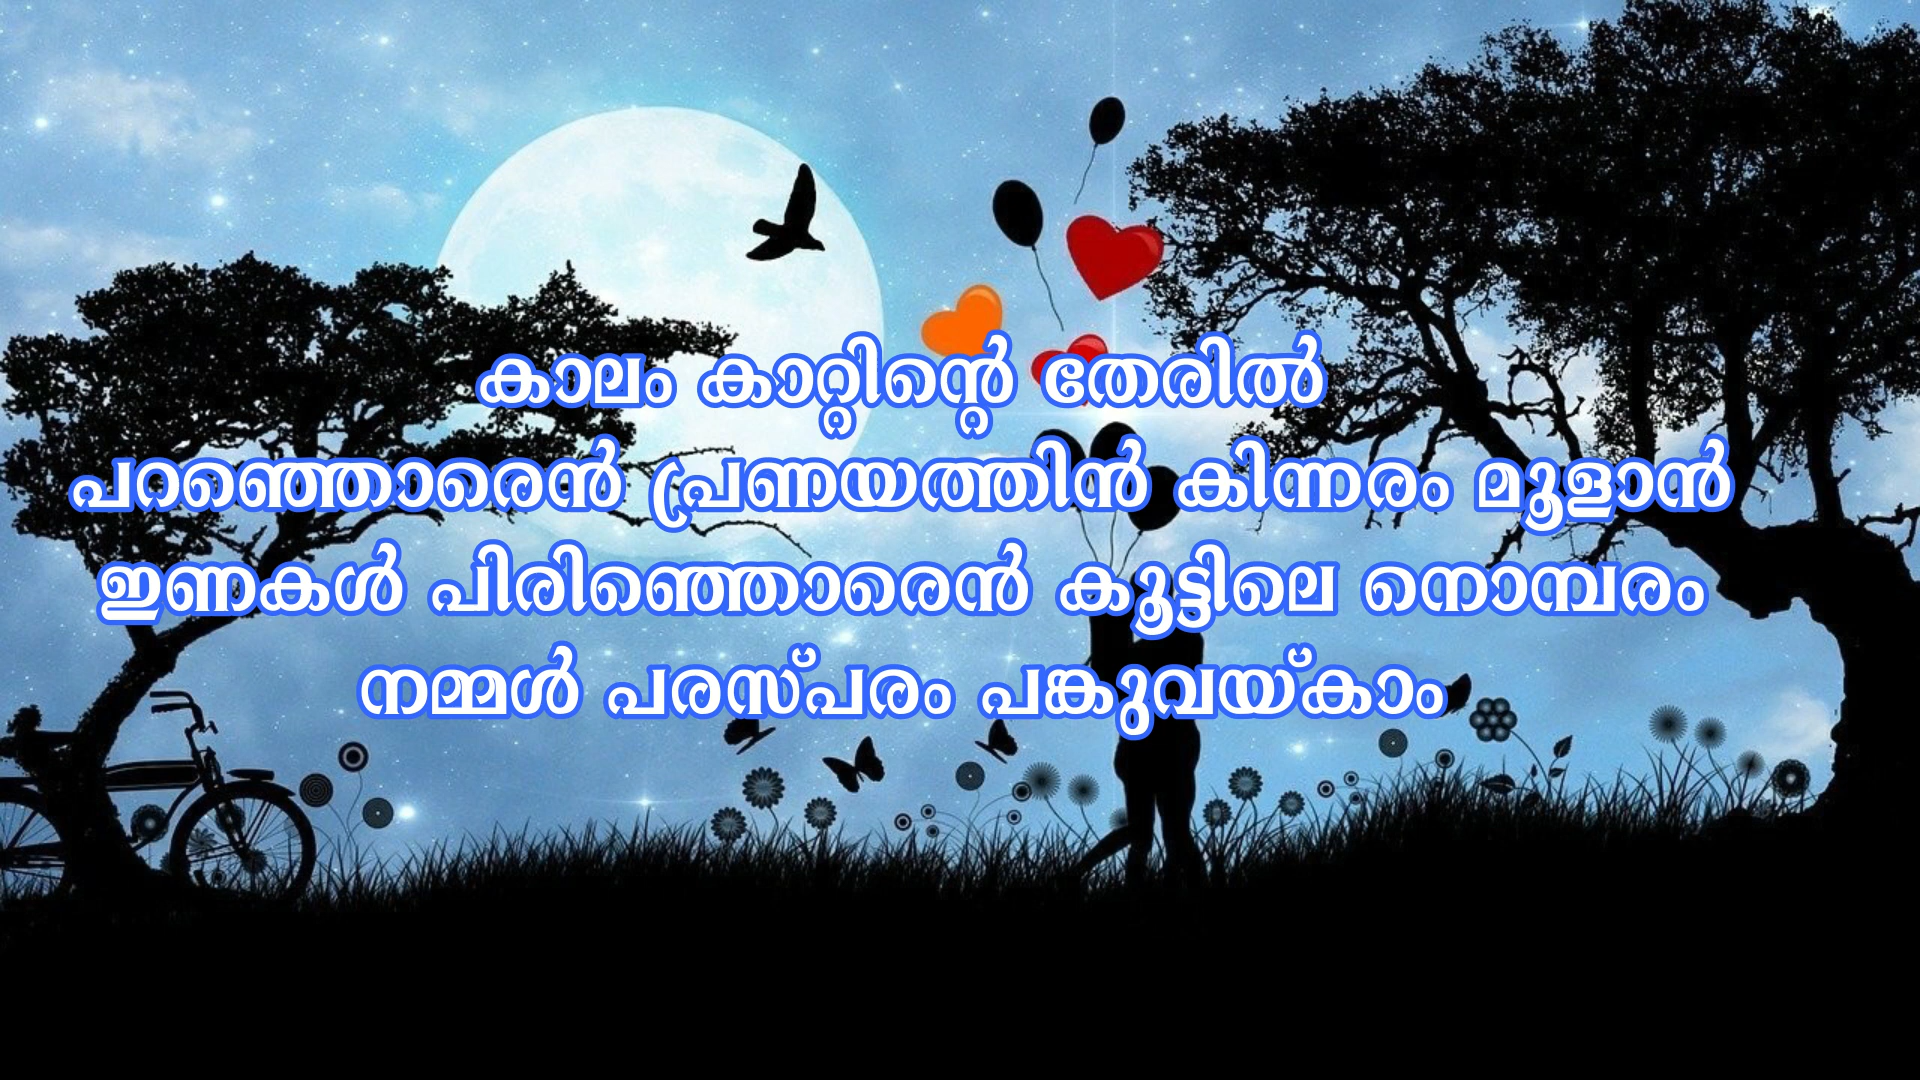 കാലം കാറ്റിന്റെ തേരിൽ
പറഞ്ഞൊരെൻ പ്രണയത്തിൻ കിന്നരം മൂളാൻ
ഇണകൾ പിരിഞ്ഞൊരെൻ കൂട്ടിലെ നൊമ്പരം
നമ്മൾ പരസ്പരം പങ്കുവയ്കാം